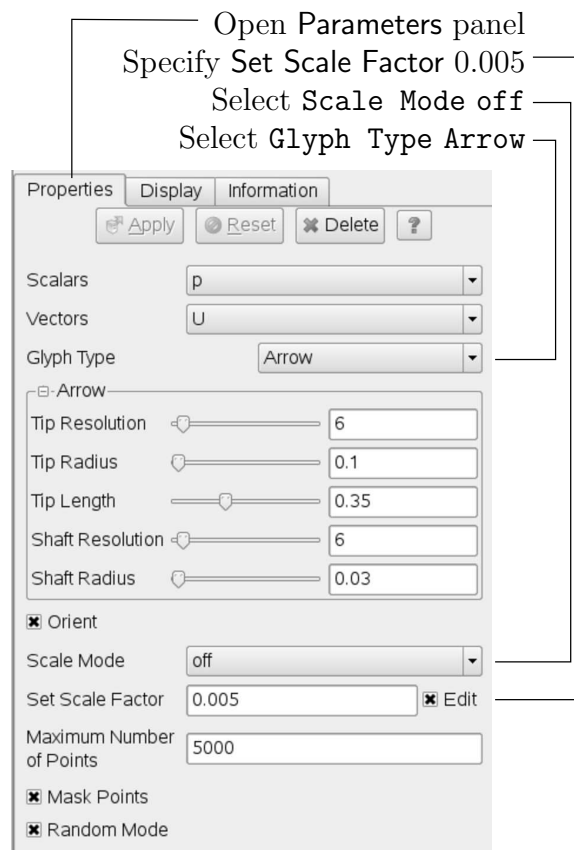 Open Parameters panel
Specify Set Scale Factor 0.005
Select Scale Mode off
Select Glyph Type Arrow
Properties Display Information
Apply Reset Delete ?
Scalars p
Vectors U
Glyph Type Arrow
Arrow
Tip Resolution 6
Tip Radius 0.1
Tip Length 0.35
Shaft Resolution 6
Shaft Radius 0.03
Orient
Scale Mode off
Set Scale Factor 0.005 Edit
Maximum Number
of Points 5000
Mask Points
Random Mode